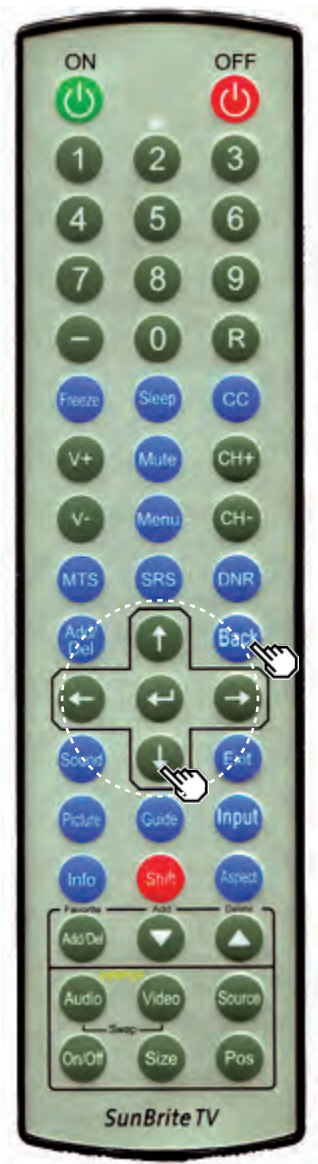 ON OFF
1 2 3
4 5 6
7 8 9
− 0 R
Freeze Sleep CC
V+ Mute CH+
V- Menu CH-
MTS SRS DNR
Add/ Back
Del
Sound Exit
Picture Guide Input
Info Shift Aspect
Favorite Add Delete
Add/Del
Audio Video Source
Swap
On/Off Size Pos
SunBriteTV